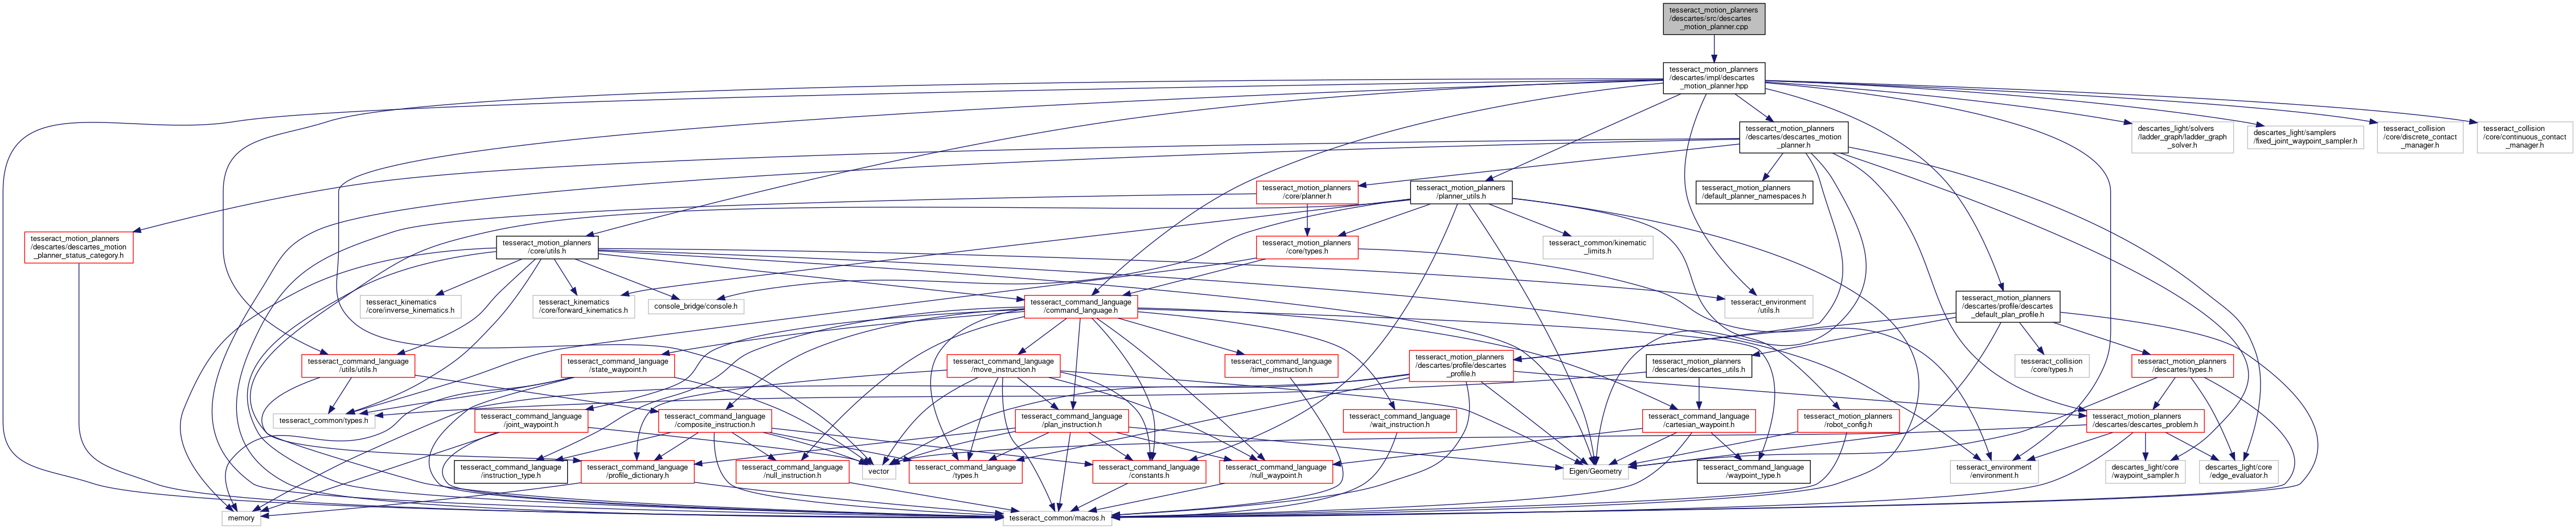 tesseract_motion_planners
/descartes/src/descartes
_motion_planner.cpp
tesseract_motion_planners
/descartes/impl/descartes
_motion_planner.hpp
tesseract_motion_planners
/descartes/descartes_motion
_planner.h
descartes_light/solvers
/ladder_graph/ladder_graph
_solver.h
descartes_light/samplers
/fixed_joint_waypoint_sampler.h
tesseract_collision
/core/discrete_contact
_manager.h
tesseract_collision
/core/continuous_contact
_manager.h
tesseract_motion_planners
/core/planner.h
tesseract_motion_planners
/planner_utils.h
tesseract_motion_planners
/default_planner_namespaces.h
tesseract_motion_planners
/descartes/descartes_motion
_planner_status_category.h
tesseract_motion_planners
/core/utils.h
tesseract_motion_planners
/core/types.h
tesseract_common/kinematic
_limits.h
tesseract_kinematics
/core/inverse_kinematics.h
tesseract_kinematics
/core/forward_kinematics.h
console_bridge/console.h
tesseract_command_language
/command_language.h
tesseract_environment
/utils.h
tesseract_motion_planners
/descartes/profile/descartes
_default_plan_profile.h
tesseract_command_language
/utils/utils.h
tesseract_command_language
/state_waypoint.h
tesseract_command_language
/move_instruction.h
tesseract_command_language
/timer_instruction.h
tesseract_motion_planners
/descartes/profile/descartes
_profile.h
tesseract_motion_planners
/descartes/descartes_utils.h
tesseract_collision
/core/types.h
tesseract_motion_planners
/descartes/types.h
tesseract_common/types.h
tesseract_command_language
/joint_waypoint.h
tesseract_command_language
/composite_instruction.h
tesseract_command_language
/plan_instruction.h
tesseract_command_language
/wait_instruction.h
tesseract_command_language
/cartesian_waypoint.h
tesseract_motion_planners
/robot_config.h
tesseract_motion_planners
/descartes/descartes_problem.h
tesseract_command_language
/instruction_type.h
tesseract_command_language
/profile_dictionary.h
tesseract_command_language
/null_instruction.h
vector
tesseract_command_language
/types.h
tesseract_command_language
/constants.h
tesseract_command_language
/null_waypoint.h
Eigen/Geometry
tesseract_command_language
/waypoint_type.h
tesseract_environment
/environment.h
descartes_light/core
/waypoint_sampler.h
descartes_light/core
/edge_evaluator.h
memory
tesseract_common/macros.h